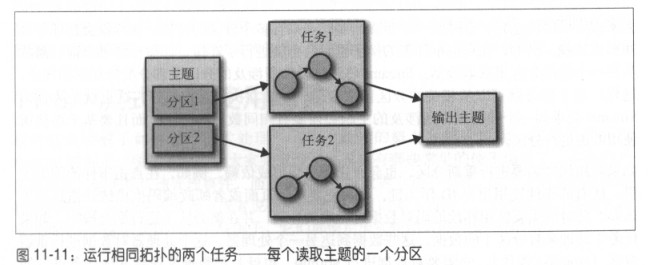 主题
分区1
分区2
任务1
任务2
输出主题
图 11-11：运行相同拓扑的两个任务——每个读取主题的一个分区